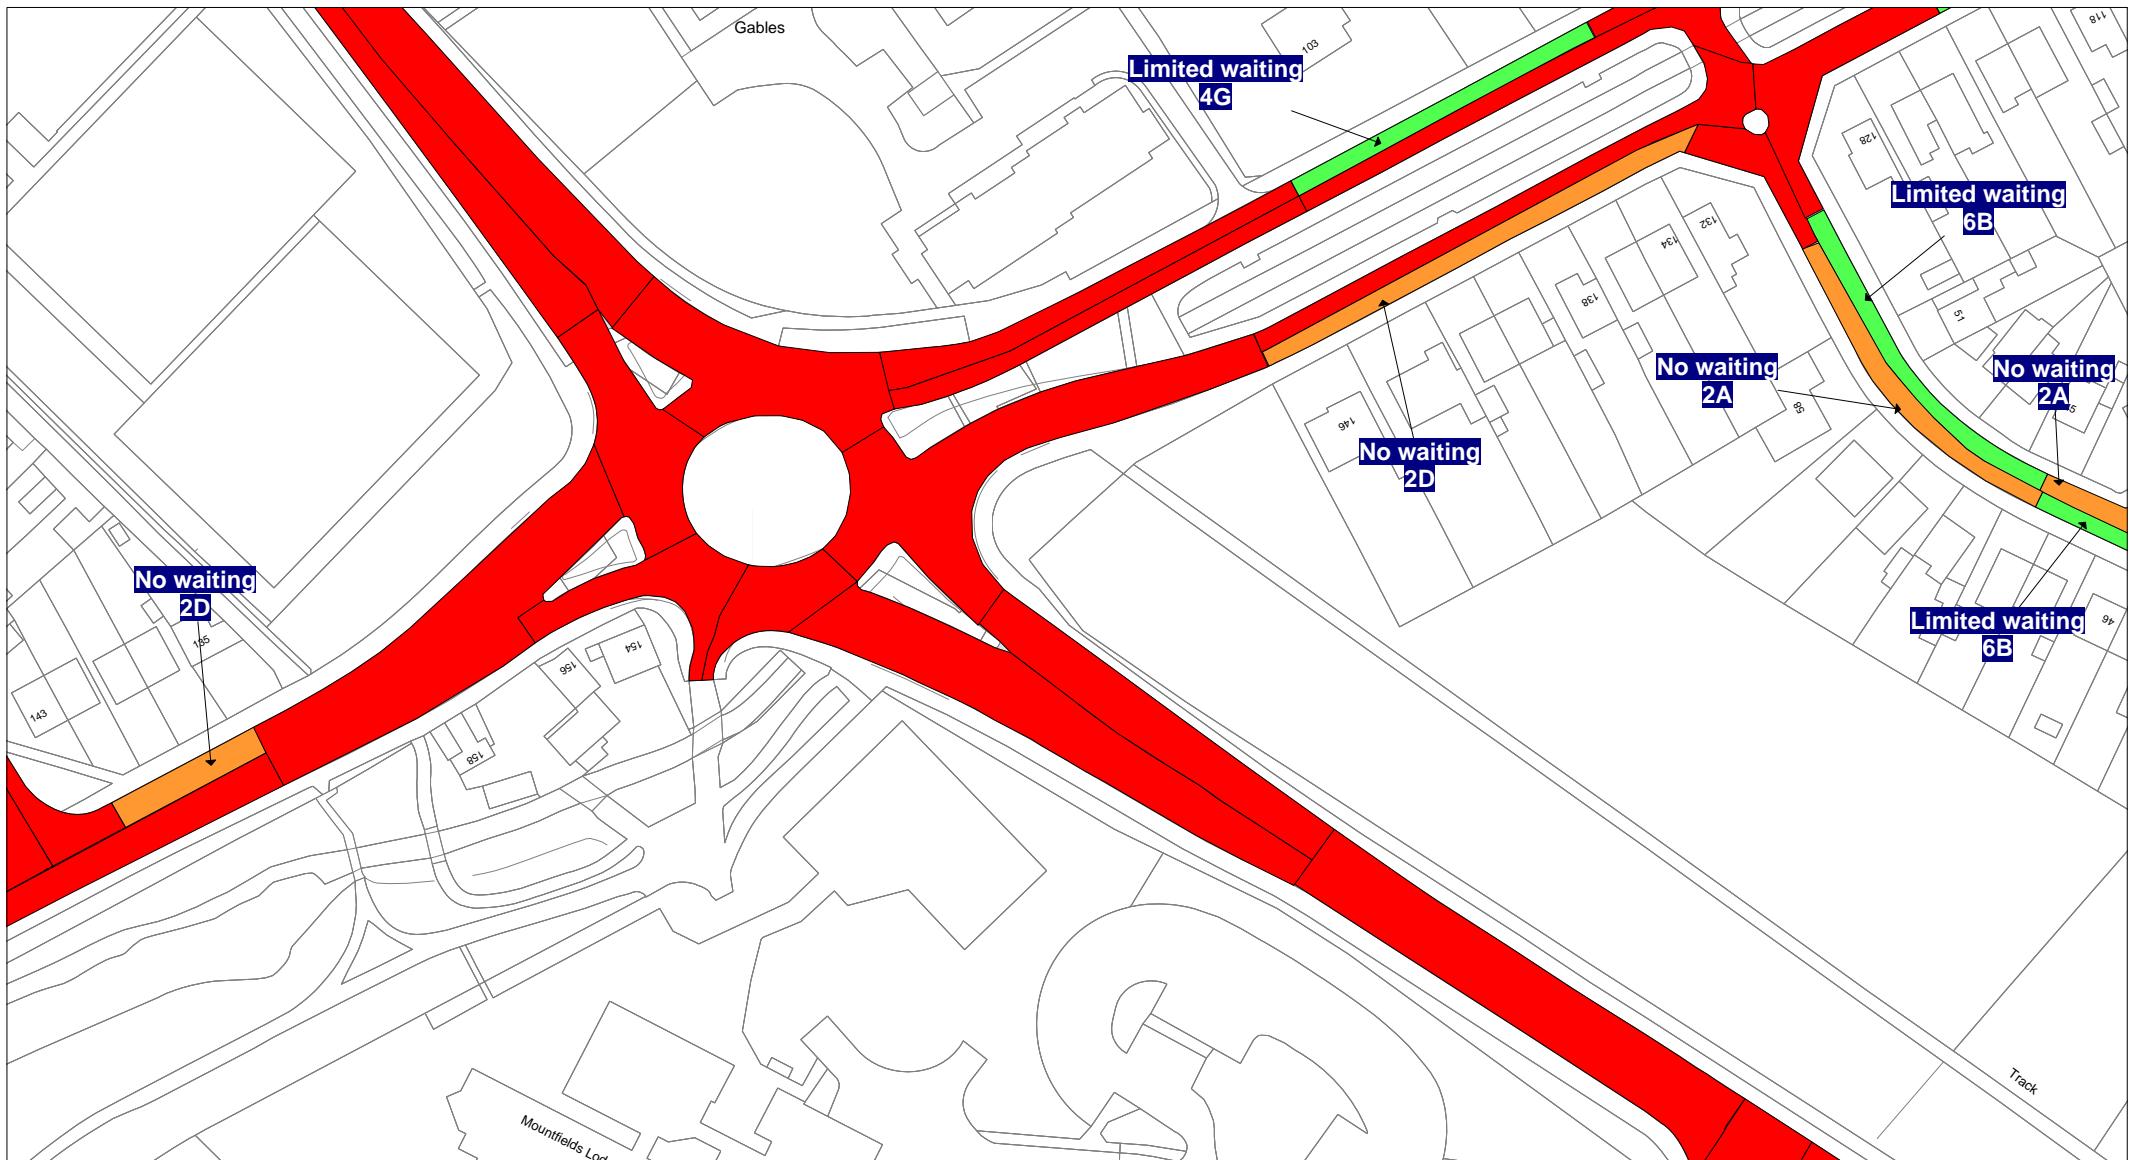 Gables
118
103
Limited waiting
4G
128
Limited waiting
6B
132
134
138
51
No waiting
2A
No waiting
2A
58
146
No waiting
2D
No waiting
2D
135
154
156
Limited waiting
6B
46
143
158
Track
Mountfields Lod